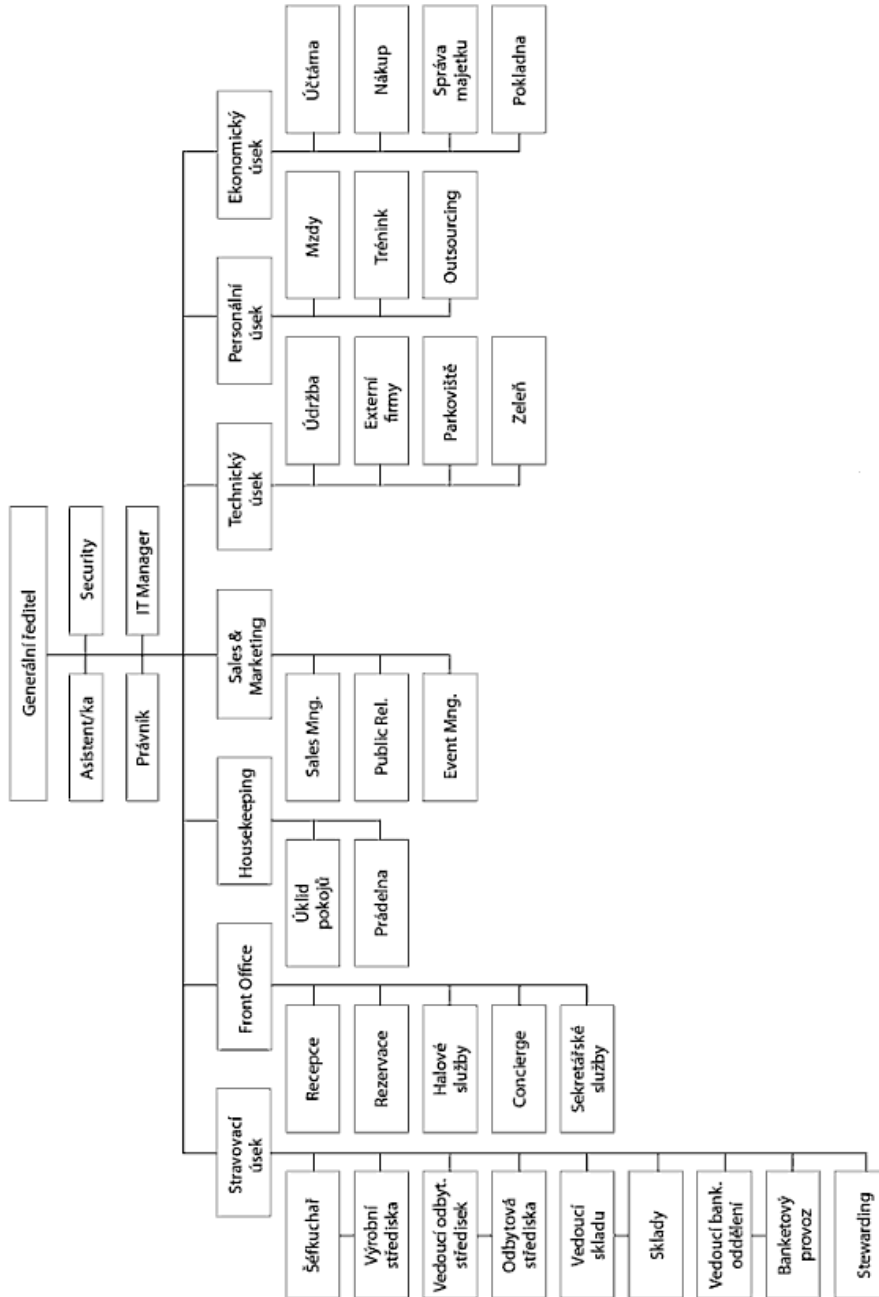 Generální ředitel
Asistent/ka
Security
Právník
IT Manager
Stravovací
úsek
Front Office
Housekeeping
Sales &
Marketing
Technický
úsek
Personální
úsek
Ekonomický
úsek
Šéfkuchař
Výrobní
střediska
Vedoucí odbyt.
středisek
Odbytová
střediska
Vedoucí
skladu
Sklady
Vedoucí bank.
oddělení
Banketový
provoz
Stewarding
Recepce
Rezervace
Halové
služby
Concierge
Sekretářské
služby
Úklid
pokojů
Prádelna
Sales Mng.
Public Rel.
Event Mng.
Údržba
Externí
firmy
Parkoviště
Zeleň
Mzdy
Trénink
Outsourcing
Účtárna
Nákup
Správa
majetku
Pokladna